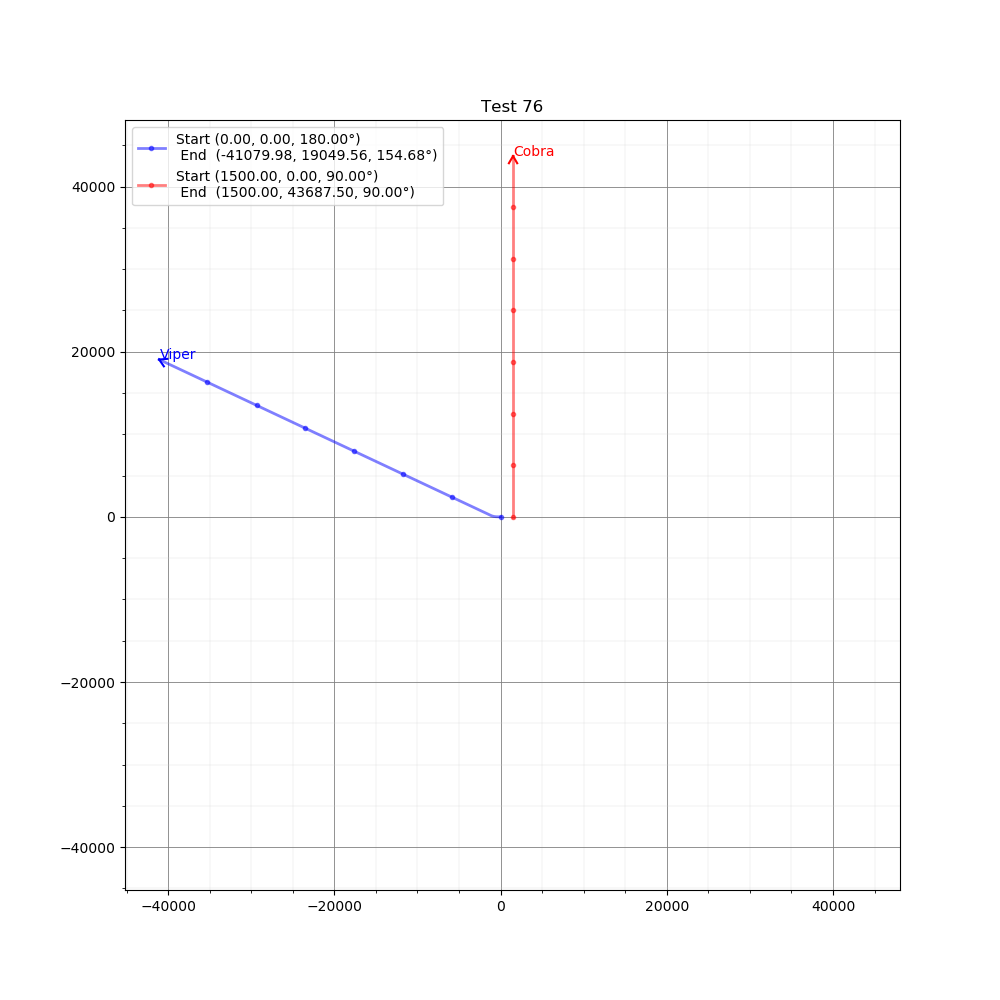 Test 76
Start (0.00, 0.00, 180.00°)
End  (-41079.98, 19049.56, 154.68°)
Start (1500.00, 0.00, 90.00°)
End  (1500.00, 43687.50, 90.00°)
Cobra
Viper
40000
20000
0
−20000
−40000
−40000
−20000
0
20000
40000